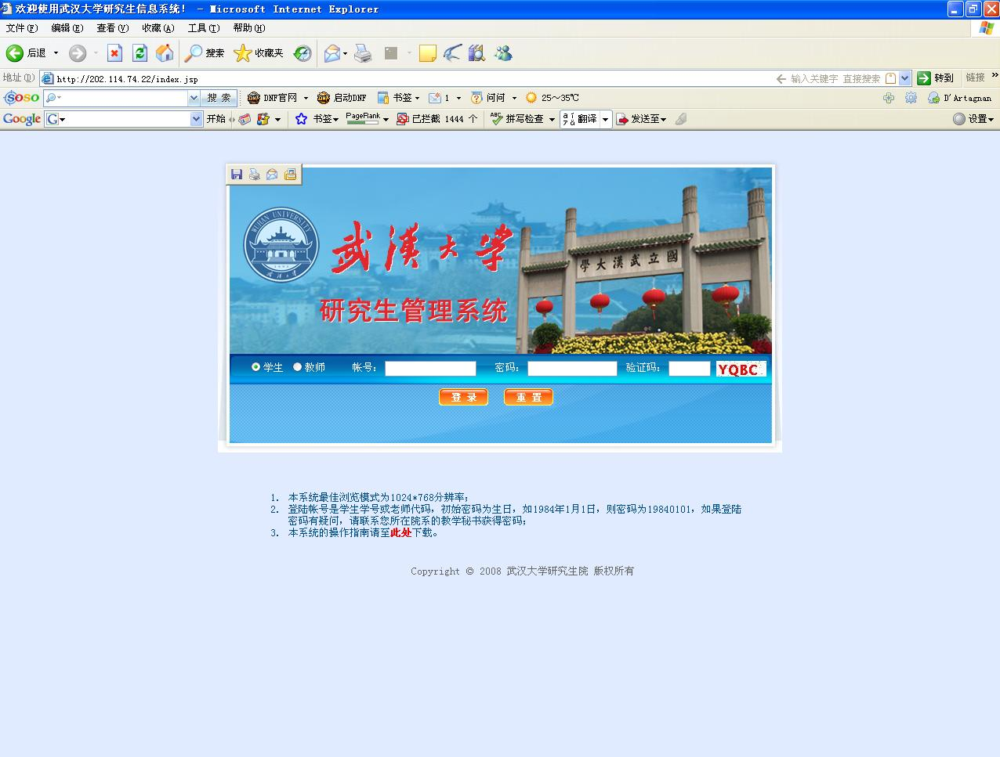 欢迎使用武汉大学研究生信息系统! - Microsoft Internet Explorer
文件(F) 编辑(E) 查看(V) 收藏(A) 工具(T) 帮助(H)
后退 搜索 收藏夹
地址(D) http://202.114.74.22/index.jsp 输入关键字 直接搜索 转到 链接 »
Soso 搜 索 DNF官网 启动DNF 书签 1 问问 25～35℃ D'Artagnan
Google G 开始 书签 PageRank 已拦截 1444 个 ABC 拼写检查 翻译 发送至 设置
WUHAN UNIVERSITY
1893
武汉大学
武漢大学
學大漢武立國
研究生管理系统
学生 教师 帐号: 密码: 验证码: YQBC
登 录 重 置
1. 本系统最佳浏览模式为1024*768分辨率;
2. 登陆帐号是学生学号或老师代码，初始密码为生日，如1984年1月1日，则密码为19840101，如果登陆
密码有疑问，请联系您所在院系的教学秘书获得密码;
3. 本系统的操作指南请至此处下载。
Copyright © 2008 武汉大学研究生院 版权所有